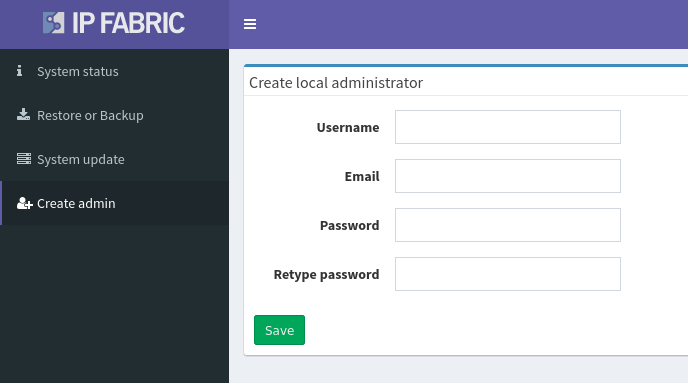 IP FABRIC
System status
Restore or Backup
System update
Create admin
Create local administrator
Username
Email
Password
Retype password
Save